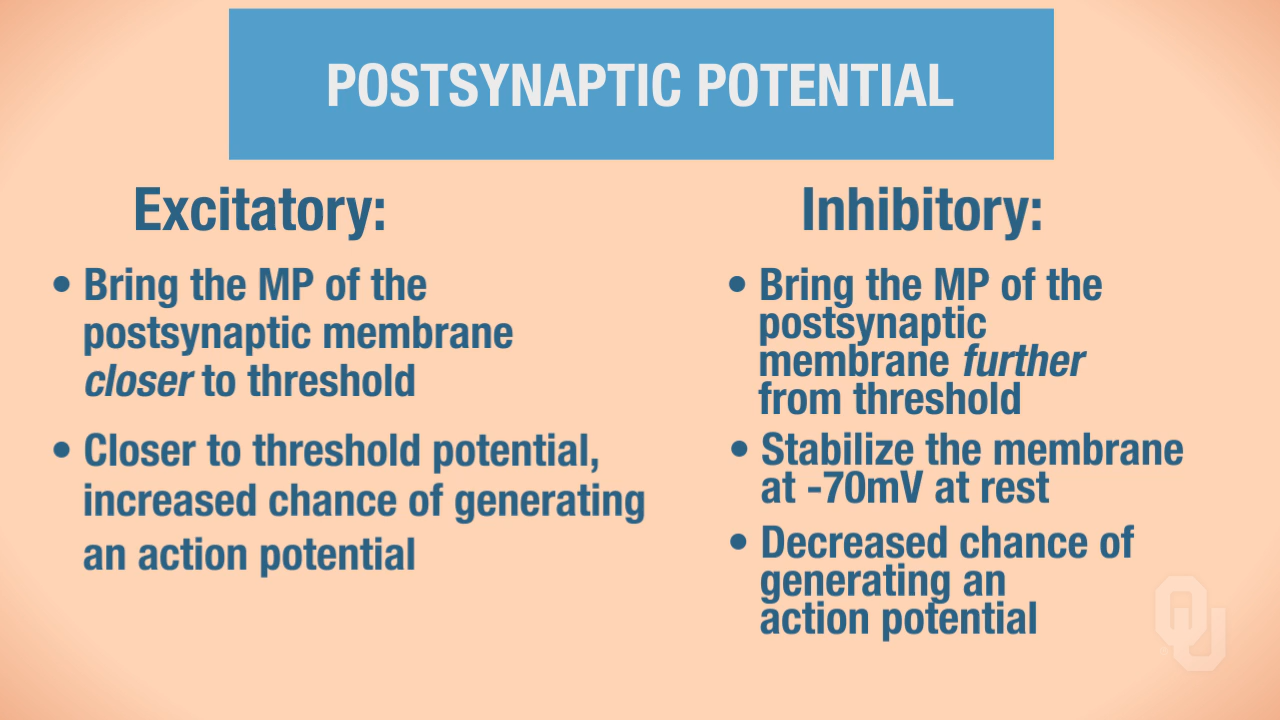 POSTSYNAPTIC POTENTIAL
Excitatory:
• Bring the MP of the
postsynaptic membrane
closer to threshold
• Closer to threshold potential,
increased chance of generating
an action potential
Inhibitory:
• Bring the MP of the
postsynaptic
membrane further
from threshold
• Stabilize the membrane
at -70mV at rest
• Decreased chance of
generating an
action potential
OU